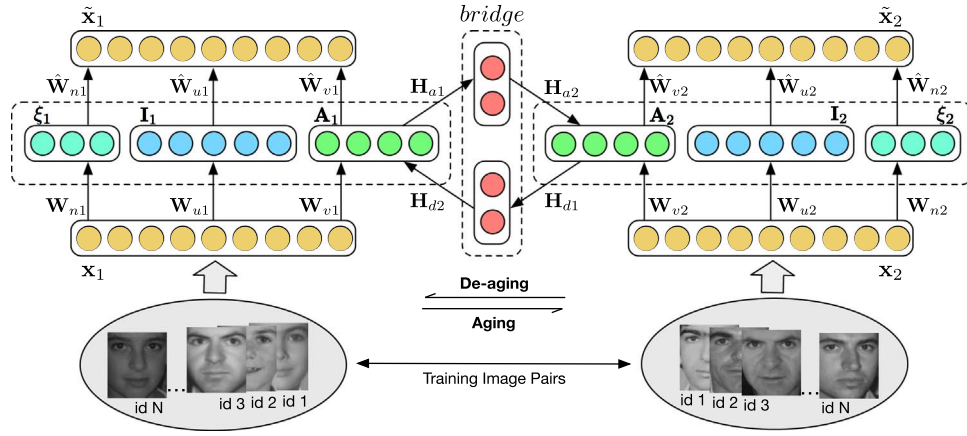 x̃₁ bridge x̃₂
Ŵₙ₁ Ŵᵤ₁ Ŵᵥ₁ Hₐ₁ Hₐ₂ Ŵᵥ₂ Ŵᵤ₂ Ŵₙ₂
ξ₁ I₁ A₁ A₂ I₂ ξ₂
Wₙ₁ Wᵤ₁ Wᵥ₁ H_d2 H_d1 Wᵥ₂ Wᵤ₂ Wₙ₂
x₁ x₂
De-aging
Aging
Training Image Pairs
id N ... id 3 id 2 id 1
id 1 id 2 id 3 ... id N